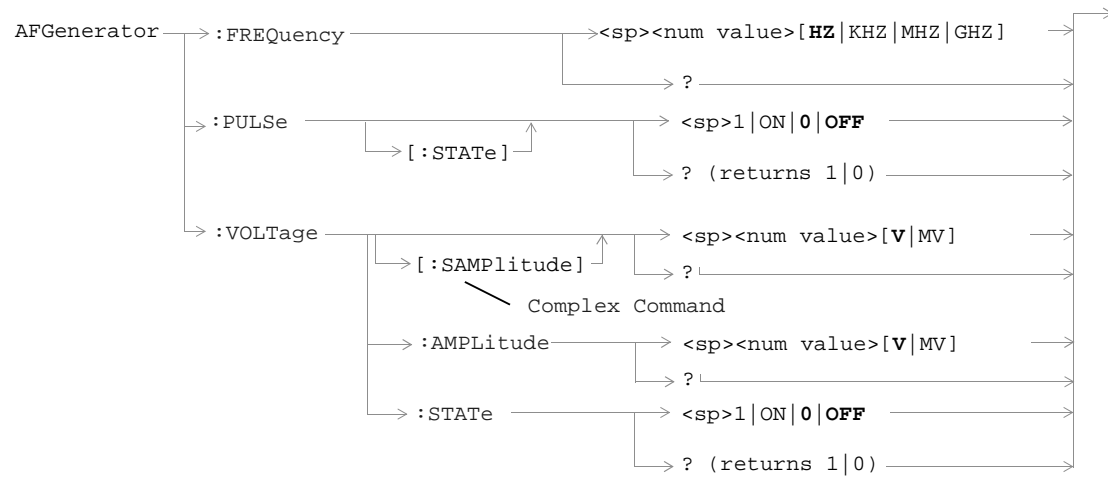 AFGenerator :FREQuency <sp><num value>[HZ|KHZ|MHZ|GHZ]
?
:PULSe <sp>1|ON|0|OFF
[:STATe]
? (returns 1|0)
:VOLTage <sp><num value>[V|MV]
[:SAMPlitude]
?
Complex Command
:AMPLitude <sp><num value>[V|MV]
?
:STATe <sp>1|ON|0|OFF
? (returns 1|0)